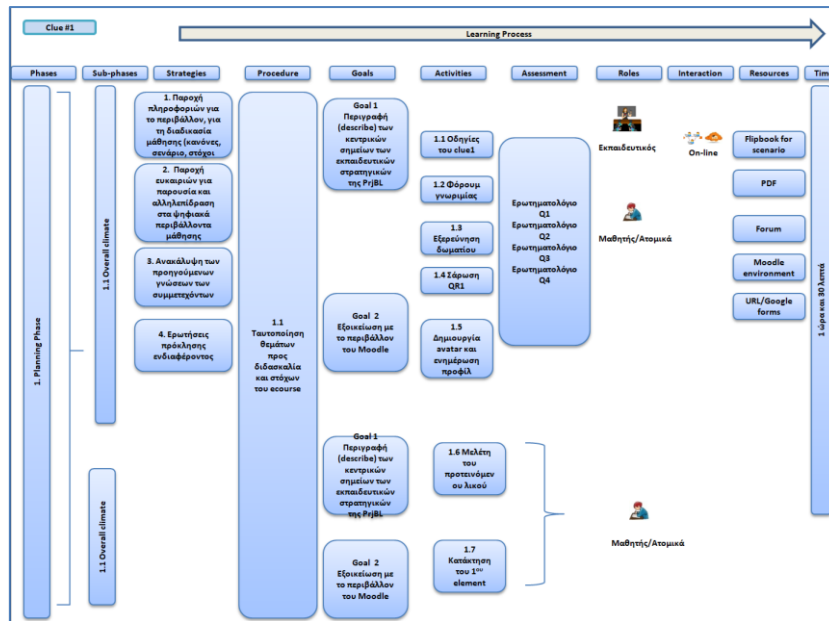 Clue #1
Learning Process
Phases
Sub-phases
Strategies
Procedure
Goals
Activities
Assessment
Roles
Interaction
Resources
Tim
1. Planning Phase
1.1 Overall climate
1. Παροχή
πληροφοριών για
το περιβάλλον, για
τη διαδικασία
μάθησης (κανόνες,
σενάριο, στόχοι
2. Παροχή
ευκαιριών για
παρουσία και
αλληλεπίδραση
στα ψηφιακά
περιβάλλοντα
μάθησης
3. Ανακάλυψη των
προηγούμενων
γνώσεων των
συμμετεχόντων
4. Ερωτήσεις
πρόκλησης
ενδιαφέροντος
1.1
Ταυτοποίηση
θεμάτων
προς
διδασκαλία
και στόχων
του ecourse
Goal 1
Περιγραφή
(describe) των
κεντρικών
σημείων των
εκπαιδευτικών
στρατηγικών
της PrjBL
Goal 2
Εξοικείωση με
το περιβάλλον
του Moodle
1.1 Οδηγίες
του clue1
1.2 Φόρουμ
γνωριμίας
1.3
Εξερεύνηση
δωματίου
1.4 Σάρωση
QR1
1.5
Δημιουργία
avatar και
ενημέρωση
προφίλ
Ερωτηματολόγιο
Q1
Ερωτηματολόγιο
Q2
Ερωτηματολόγιο
Q3
Ερωτηματολόγιο
Q4
Εκπαιδευτικός
Μαθητής/Ατομικά
On-line
Flipbook for
scenario
PDF
Forum
Moodle
environment
URL/Google
forms
1 ώρα και 30 λεπτά
1.1 Overall climate
Goal 1
Περιγραφή
(describe) των
κεντρικών
σημείων των
εκπαιδευτικών
στρατηγικών
της PrjBL
Goal 2
Εξοικείωση με
το περιβάλλον
του Moodle
1.6 Μελέτη
του
προτεινόμεν
ου λικού
1.7
Κατάκτηση
του 1ου
element
Μαθητής/Ατομικά